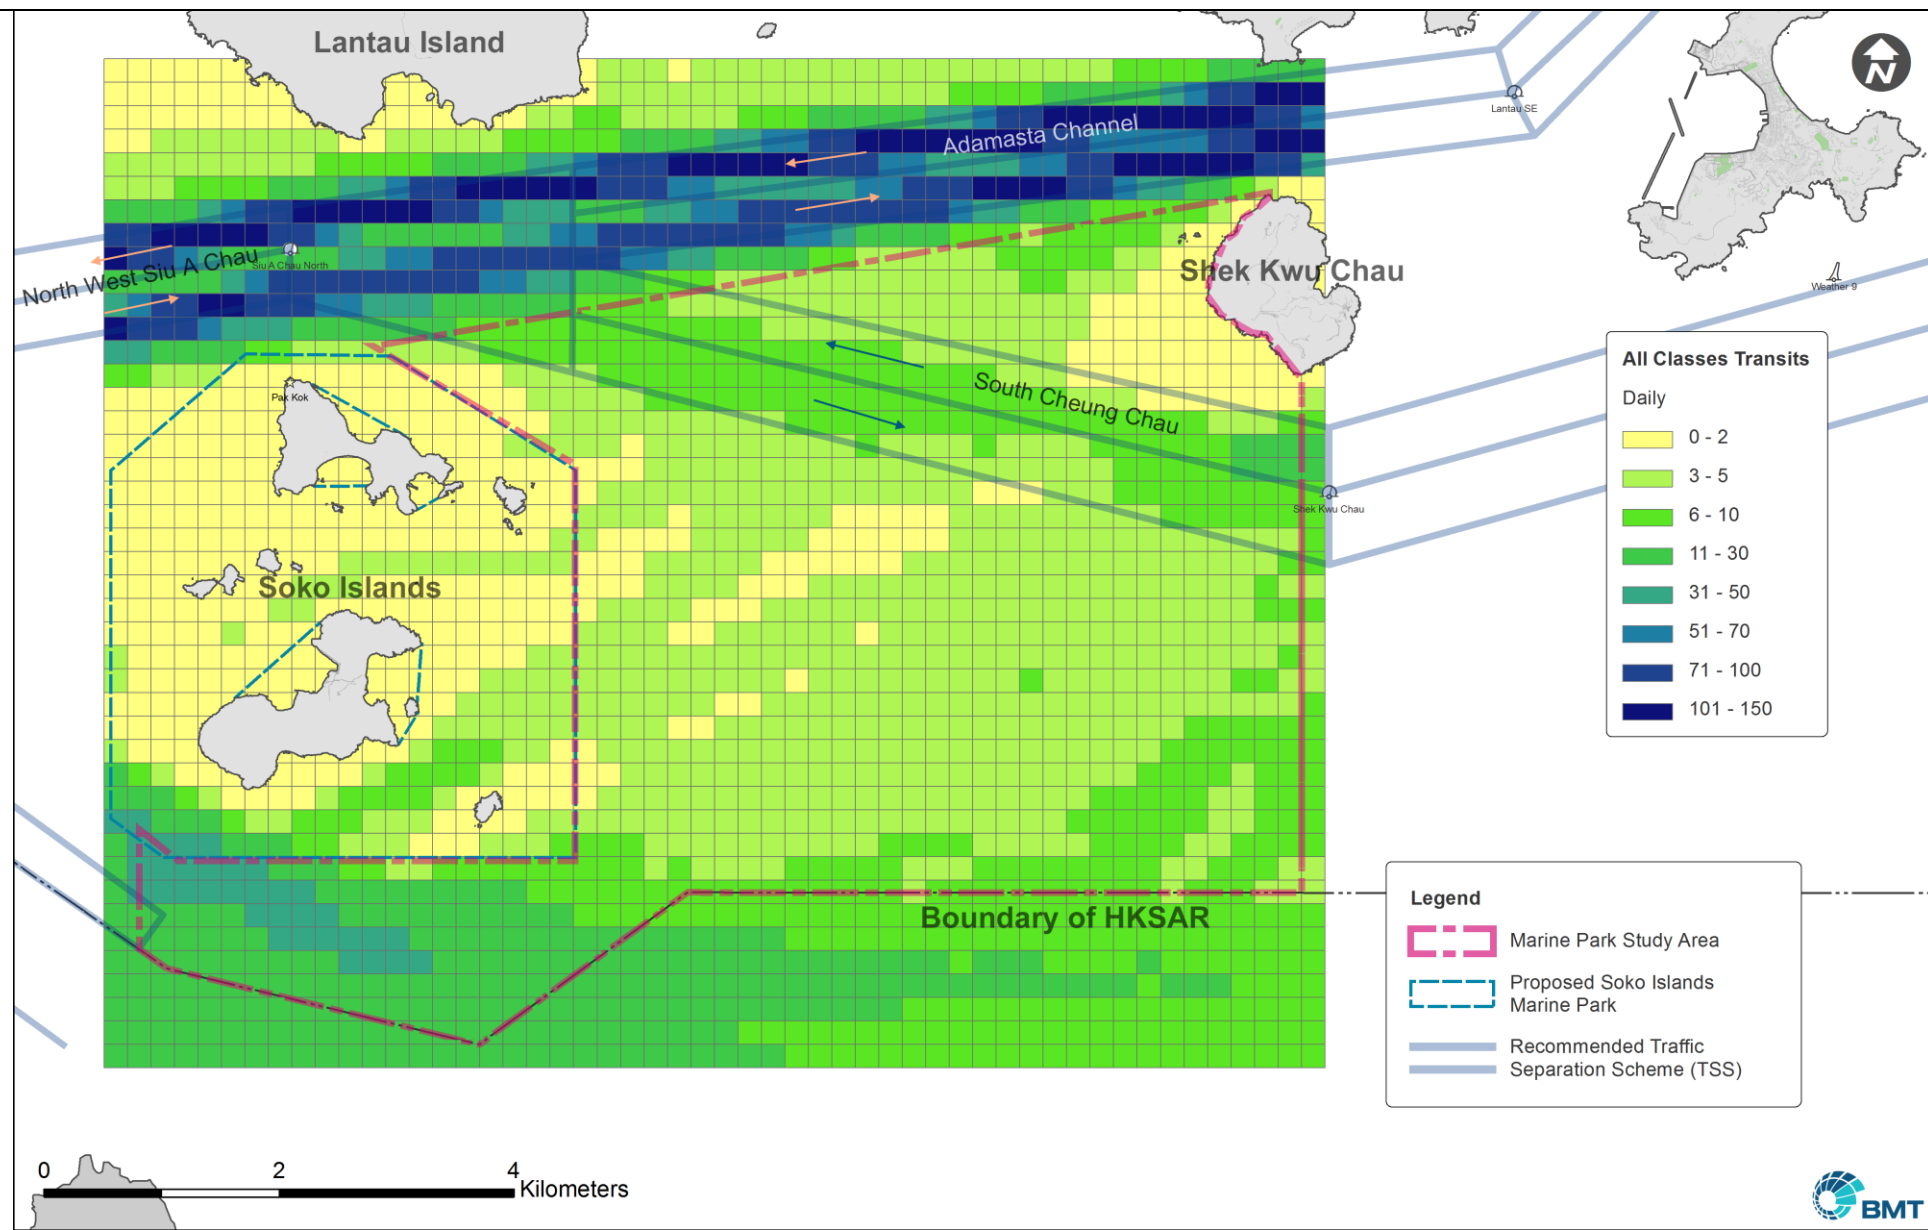 Lantau Island
N
Lantau SE
Adamasta Channel
North West Siu A Chau
Siu A Chau North
Shek Kwu Chau
Weather 9
South Cheung Chau
Pak Kok
Shek Kwu Chau
Soko Islands
Boundary of HKSAR
All Classes Transits
Daily
0 - 2
3 - 5
6 - 10
11 - 30
31 - 50
51 - 70
71 - 100
101 - 150
Legend
Marine Park Study Area
Proposed Soko Islands
Marine Park
Recommended Traffic
Separation Scheme (TSS)
0 2 4
Kilometers
BMT